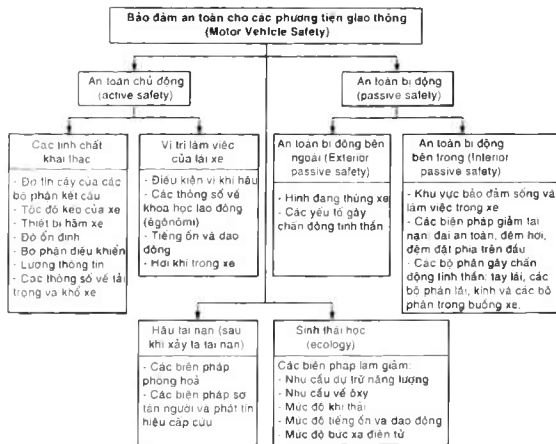 Bảo đảm an toàn cho các phương tiện giao thông
(Motor Vehicle Safety)
An toàn chủ động
(active safety)
An toàn bị động
(passive safety)
Các tính chất
khai thác
- Độ tin cậy của các
bộ phận kết cấu
- Tốc độ kéo của xe
- Thiết bị hãm xe
- Độ ổn định
- Bộ phận điều khiển
- Lượng thông tin
- Các thông số về tải
trọng và khổ xe
Vị trí làm việc
của lái xe
- Điều kiện vi khí hậu
- Các thông số về
khoa học lao động
(égônômi)
- Tiếng ồn và dao
động
- Hơi khí trong xe
An toàn bị động bên
ngoài (Exterior
passive safety)
- Hình dạng thùng xe
- Các yếu tố gây
chấn động tinh thần
An toàn bị động
bên trong (Interior
passive safety)
- Khu vực bảo đảm sống và
làm việc trong xe
- Các biện pháp giảm tai
nạn: đai an toàn, đệm hơi,
đệm đặt phía trên đầu
- Các bộ phận gây chấn
động tinh thần: tay lái, các
bộ phận lái, kính và các bộ
phận trong buồng xe.
Hậu tai nạn (sau
khi xảy ra tai nạn)
- Các biện pháp
phòng hoả
- Các biện pháp sơ
tán người và phát tín
hiệu cấp cứu
Sinh thái học
(ecology)
Các biện pháp làm giảm:
- Nhu cầu dự trữ năng lượng
- Nhu cầu về ôxy
- Mức độ khí thải
- Mức độ tiếng ồn và dao động
- Mức độ bức xạ điện từ